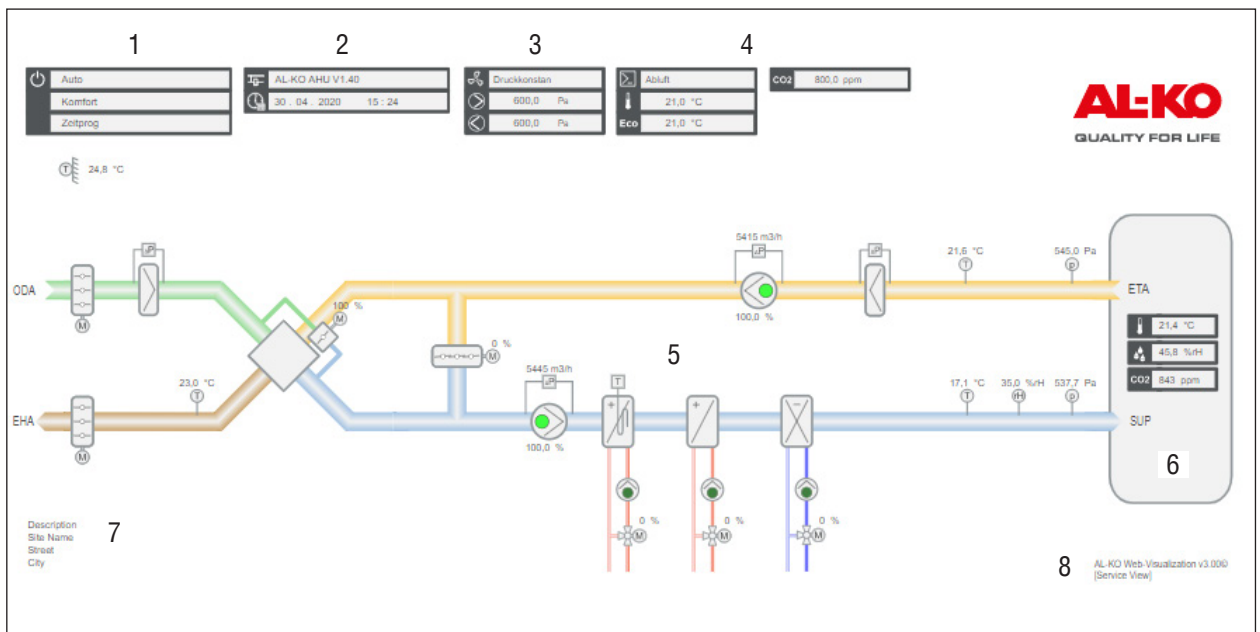 1
2
3
4
Auto
Komfort
Zeitprog
AL-KO AHU V1.40
30 . 04 . 2020 15 : 24
Druckkonstan
600,0 Pa
600,0 Pa
Abluft
21,0 °C
Eco 21,0 °C
CO2 800,0 ppm
AL-KO
QUALITY FOR LIFE
T 24,8 °C
ODA
M
100 %
M
0 %
M
5415 m3/h
100,0 %
21,6 °C
T
545,0 Pa
p
ETA
21,4 °C
45,8 %rH
CO2 843 ppm
5
EHA
M
23,0 °C
T
5445 m3/h
100,0 %
T
+
+
−
17,1 °C
T
35,0 %/H
rH
537,7 Pa
p
SUP
6
0 %
M
0 %
M
0 %
M
Description
Site Name
Street
City
7
8
AL-KO Web-Visualization v3.00©
[Service View]